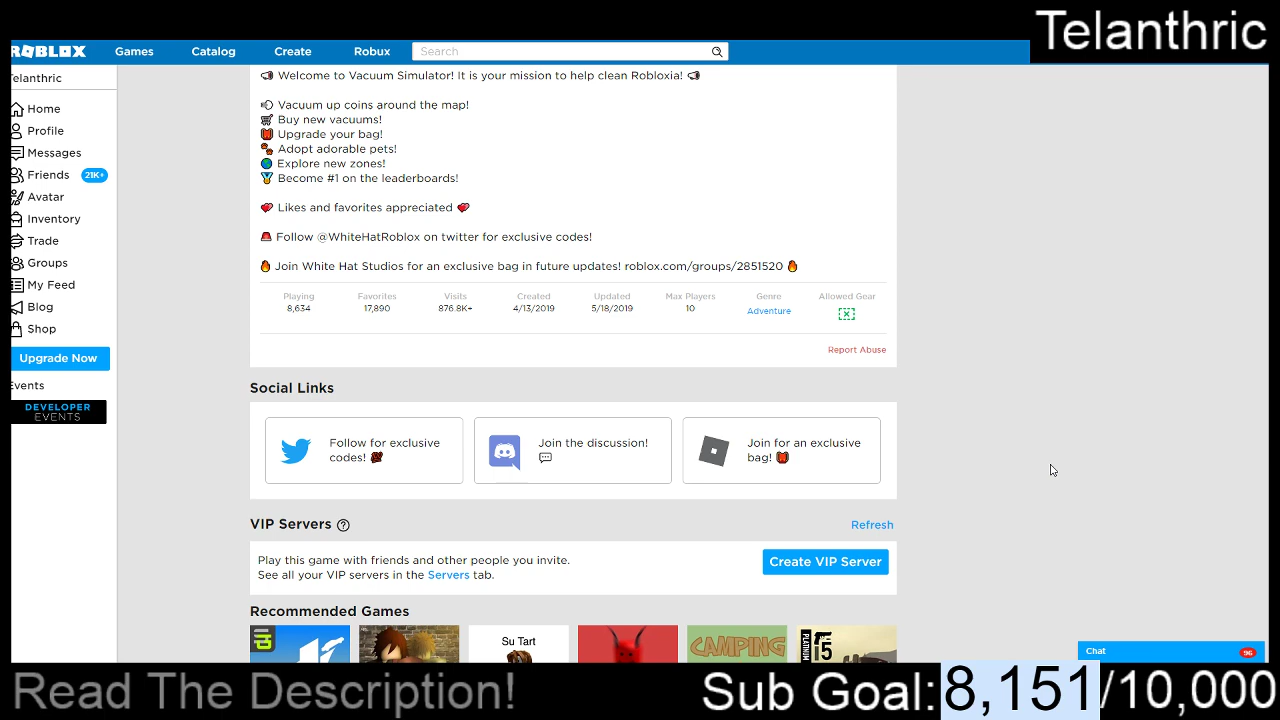 Telanthric
ROBLOX Games Catalog Create Robux Search
Telanthric
Home
Profile
Messages
Friends 21K+
Avatar
Inventory
Trade
Groups
My Feed
Blog
Shop
Upgrade Now
Events
DEVELOPER
EVENTS
Welcome to Vacuum Simulator! It is your mission to help clean Robloxia!
Vacuum up coins around the map!
Buy new vacuums!
Upgrade your bag!
Adopt adorable pets!
Explore new zones!
Become #1 on the leaderboards!
Likes and favorites appreciated
Follow @WhiteHatRoblox on twitter for exclusive codes!
Join White Hat Studios for an exclusive bag in future updates! roblox.com/groups/2851520
Playing Favorites Visits Created Updated Max Players Genre Allowed Gear
8,634 17,890 876.8K+ 4/13/2019 5/18/2019 10 Adventure
Report Abuse
Social Links
Follow for exclusive
codes!
Join the discussion!
Join for an exclusive
bag!
VIP Servers Refresh
Play this game with friends and other people you invite.
See all your VIP servers in the Servers tab.
Create VIP Server
Recommended Games
Su Tart
CAMPING
PLATINUM
15
Chat 96
Read The Description! Sub Goal:8,151/10,000